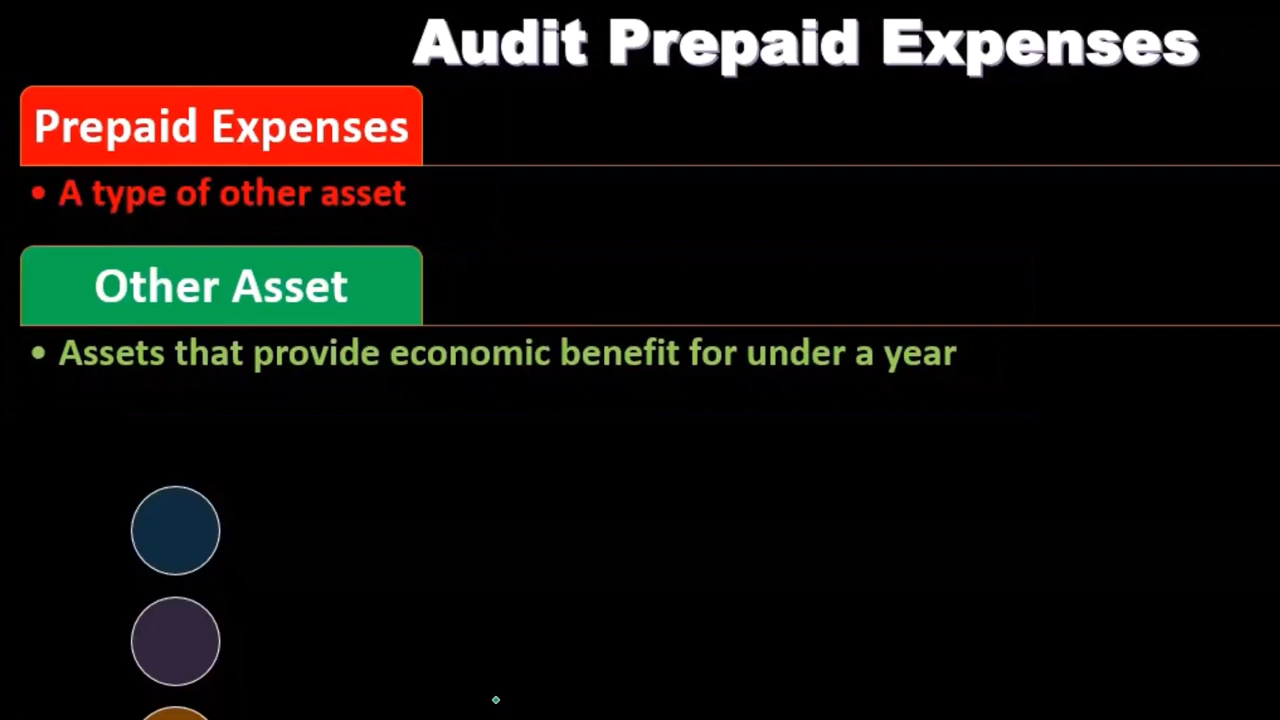 Audit Prepaid Expenses
Prepaid Expenses
• A type of other asset
Other Asset
• Assets that provide economic benefit for under a year